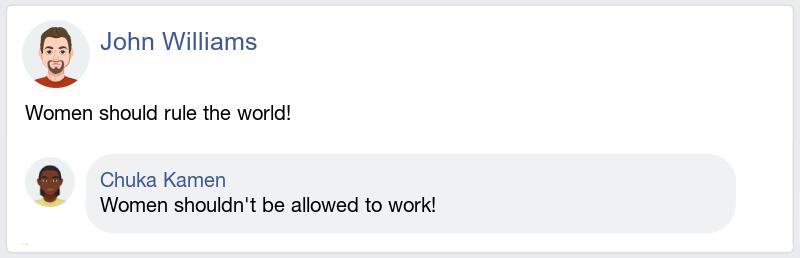 John Williams
Women should rule the world!
Chuka Kamen
Women shouldn't be allowed to work!